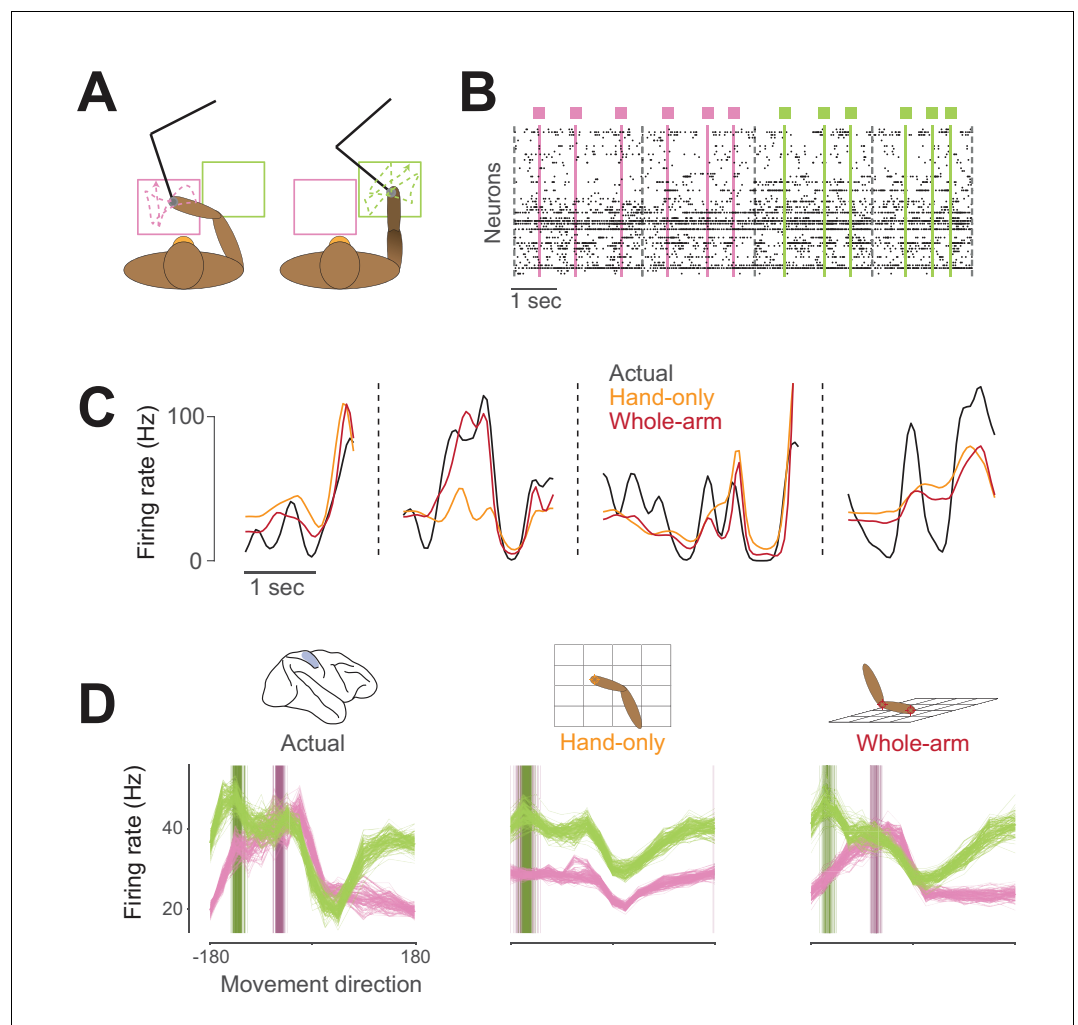 A
B
Neurons
1 sec
C
Actual
Hand-only
Whole-arm
Firing rate (Hz)
100
0
1 sec
D
Actual
Hand-only
Whole-arm
Firing rate (Hz)
40
20
-180
180
Movement direction